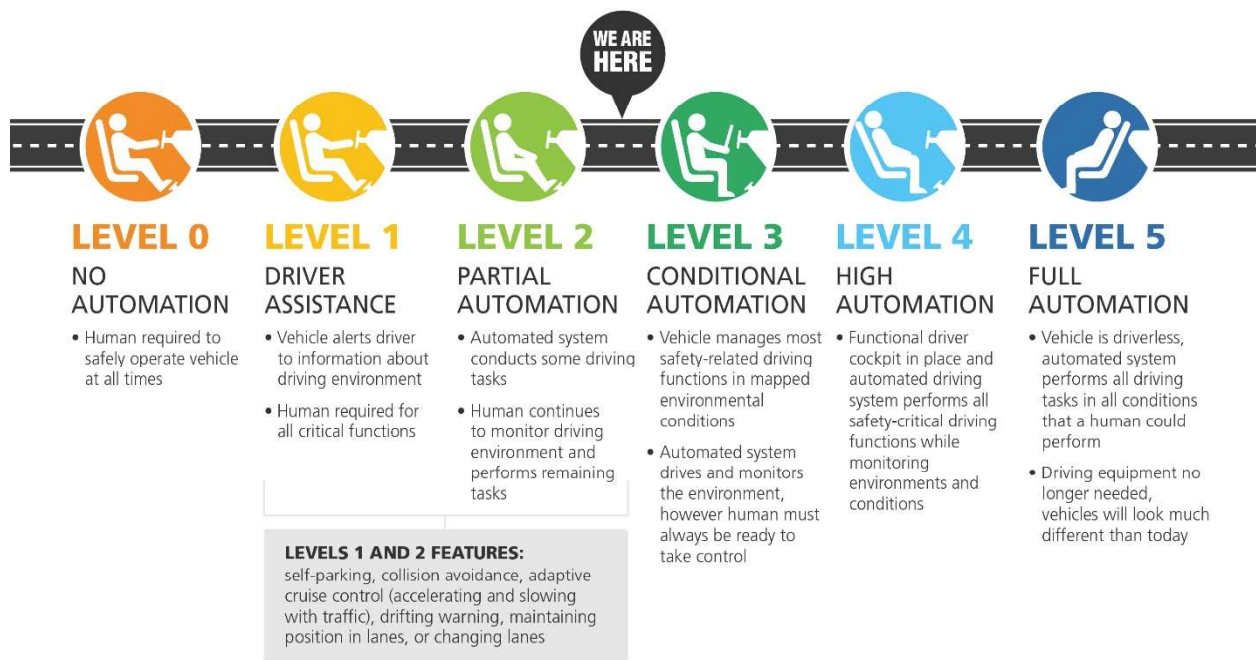 WE ARE
HERE
LEVEL 0
NO
AUTOMATION
• Human required to
safely operate vehicle
at all times
LEVEL 1
DRIVER
ASSISTANCE
• Vehicle alerts driver
to information about
driving environment
• Human required for
all critical functions
LEVEL 2
PARTIAL
AUTOMATION
• Automated system
conducts some driving
tasks
• Human continues
to monitor driving
environment and
performs remaining
tasks
LEVELS 1 AND 2 FEATURES:
self-parking, collision avoidance, adaptive
cruise control (accelerating and slowing
with traffic), drifting warning, maintaining
position in lanes, or changing lanes
LEVEL 3
CONDITIONAL
AUTOMATION
• Vehicle manages most
safety-related driving
functions in mapped
environmental
conditions
• Automated system
drives and monitors
the environment,
however human must
always be ready to
take control
LEVEL 4
HIGH
AUTOMATION
• Functional driver
cockpit in place and
automated driving
system performs all
safety-critical driving
functions while
monitoring
environments and
conditions
LEVEL 5
FULL
AUTOMATION
• Vehicle is driverless,
automated system
performs all driving
tasks in all conditions
that a human could
perform
• Driving equipment no
longer needed,
vehicles will look much
different than today